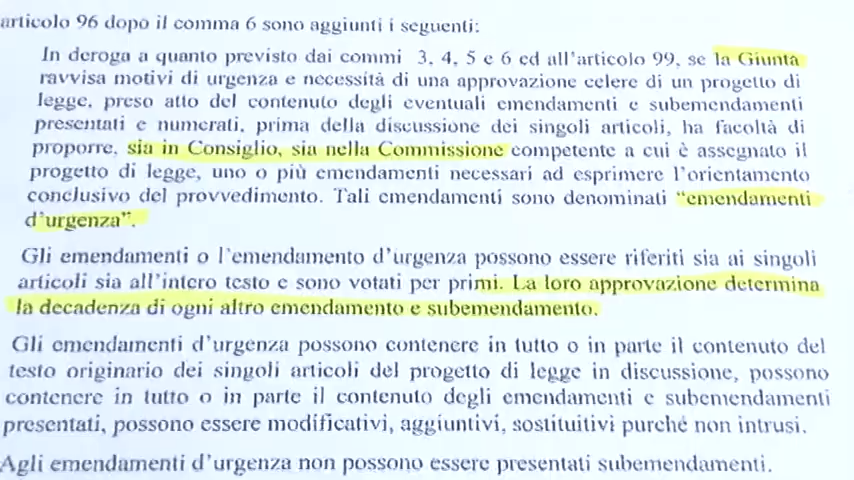 articolo 96 dopo il comma 6 sono aggiunti i seguenti:
In deroga a quanto previsto dai commi 3, 4, 5 e 6 ed all'articolo 99, se la Giunta
ravvisa motivi di urgenza e necessità di una approvazione celere di un progetto di
legge, preso atto del contenuto degli eventuali emendamenti e subemendamenti
presentati e numerati, prima della discussione dei singoli articoli, ha facoltà di
proporre, sia in Consiglio, sia nella Commissione competente a cui è assegnato il
progetto di legge, uno o più emendamenti necessari ad esprimere l'orientamento
conclusivo del provvedimento. Tali emendamenti sono denominati "emendamenti
d'urgenza".
Gli emendamenti o l'emendamento d'urgenza possono essere riferiti sia ai singoli
articoli sia all'intero testo e sono votati per primi. La loro approvazione determina
la decadenza di ogni altro emendamento e subemendamento.
Gli emendamenti d'urgenza possono contenere in tutto o in parte il contenuto del
testo originario dei singoli articoli del progetto di legge in discussione, possono
contenere in tutto o in parte il contenuto degli emendamenti e subemendamenti
presentati, possono essere modificativi, aggiuntivi, sostitutivi purché non intrusi.
Agli emendamenti d'urgenza non possono essere presentati subemendamenti.